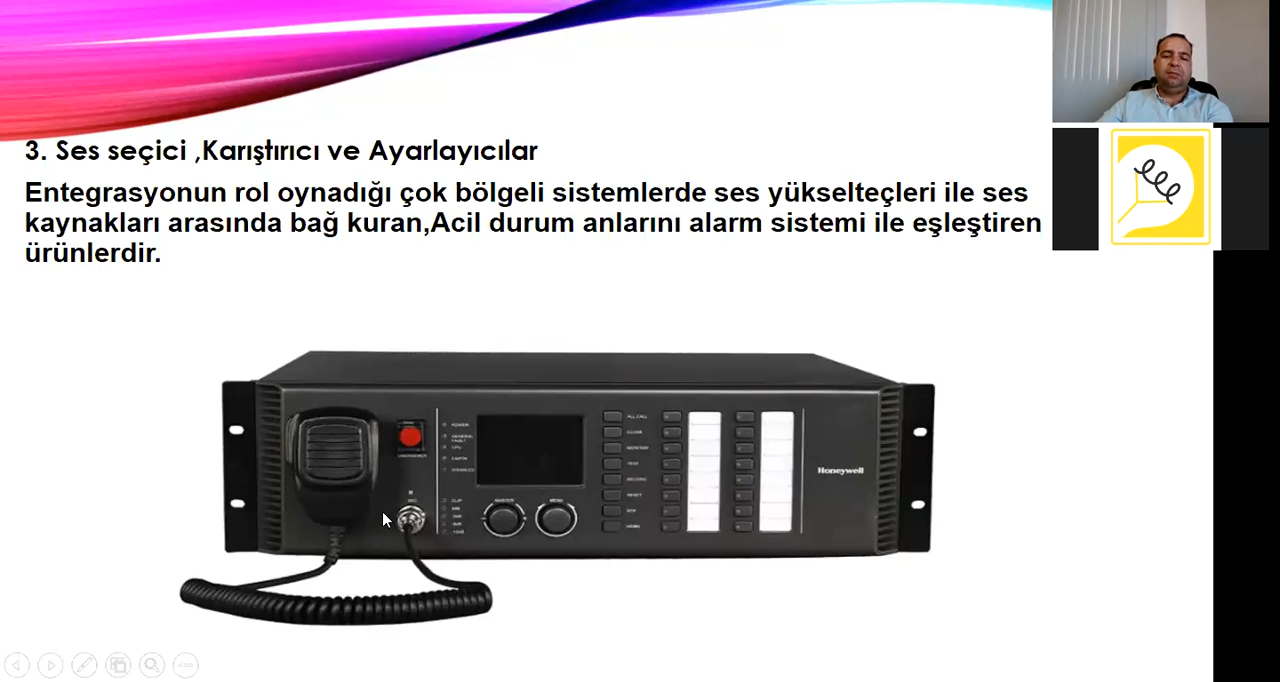 3. Ses seçici ,Karıştırıcı ve Ayarlayıcılar
Entegrasyonun rol oynadığı çok bölgeli sistemlerde ses yükselteçleri ile ses
kaynakları arasında bağ kuran,Acil durum anlarını alarm sistemi ile eşleştiren
ürünlerdir.
POWER
GENERAL
FAULT
CPU
EARTH
DISABLED
MIC
CLIP
MASTER
MENU
ALL CALL
CLOSE
MONITOR
TEST
RECORD
RESET
Honeywell